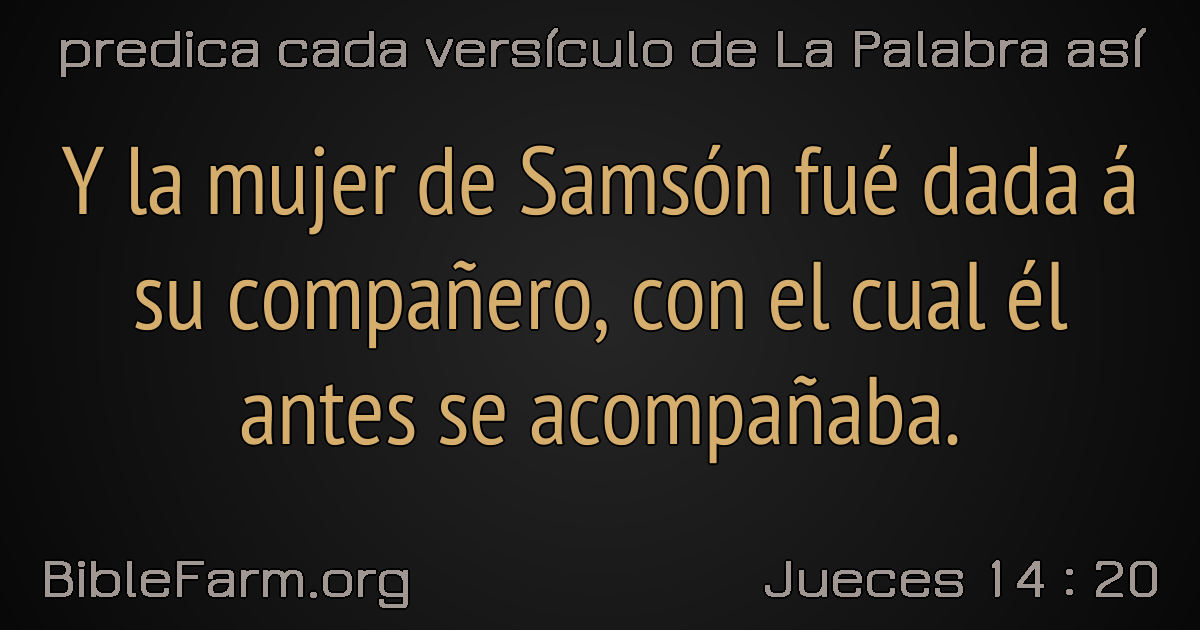 predica cada versículo de La Palabra así
Y la mujer de Samsón fué dada á
su compañero, con el cual él
antes se acompañaba.
BibleFarm.org
Jueces 14 : 20